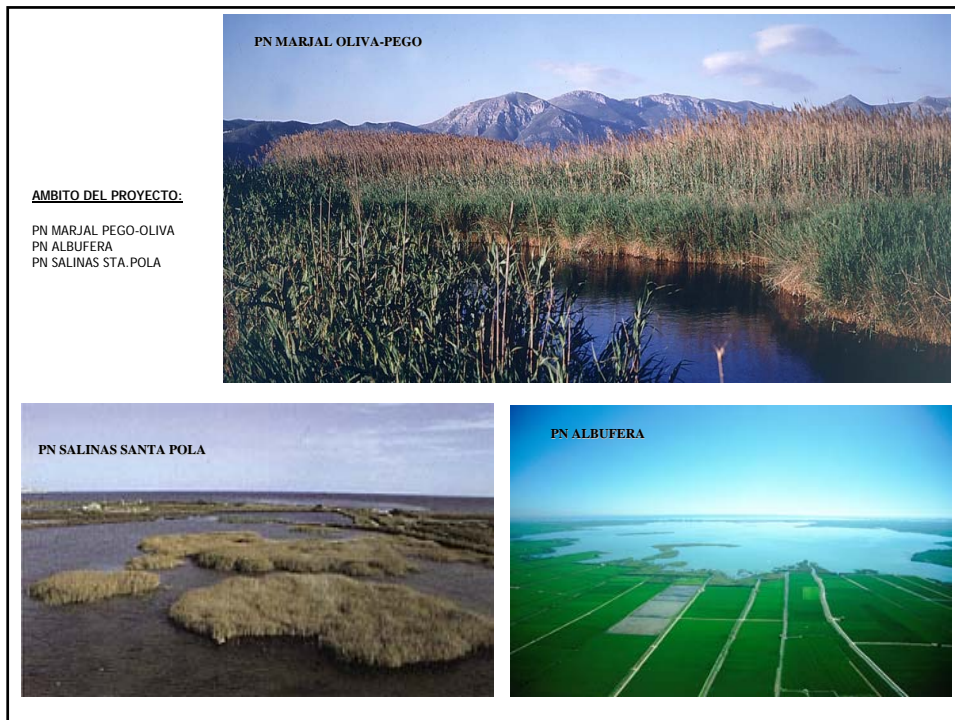 PN MARJAL OLIVA-PEGO
AMBITO DEL PROYECTO:
PN MARJAL PEGO-OLIVA
PN ALBUFERA
PN SALINAS STA.POLA
PN SALINAS SANTA POLA
PN ALBUFERA